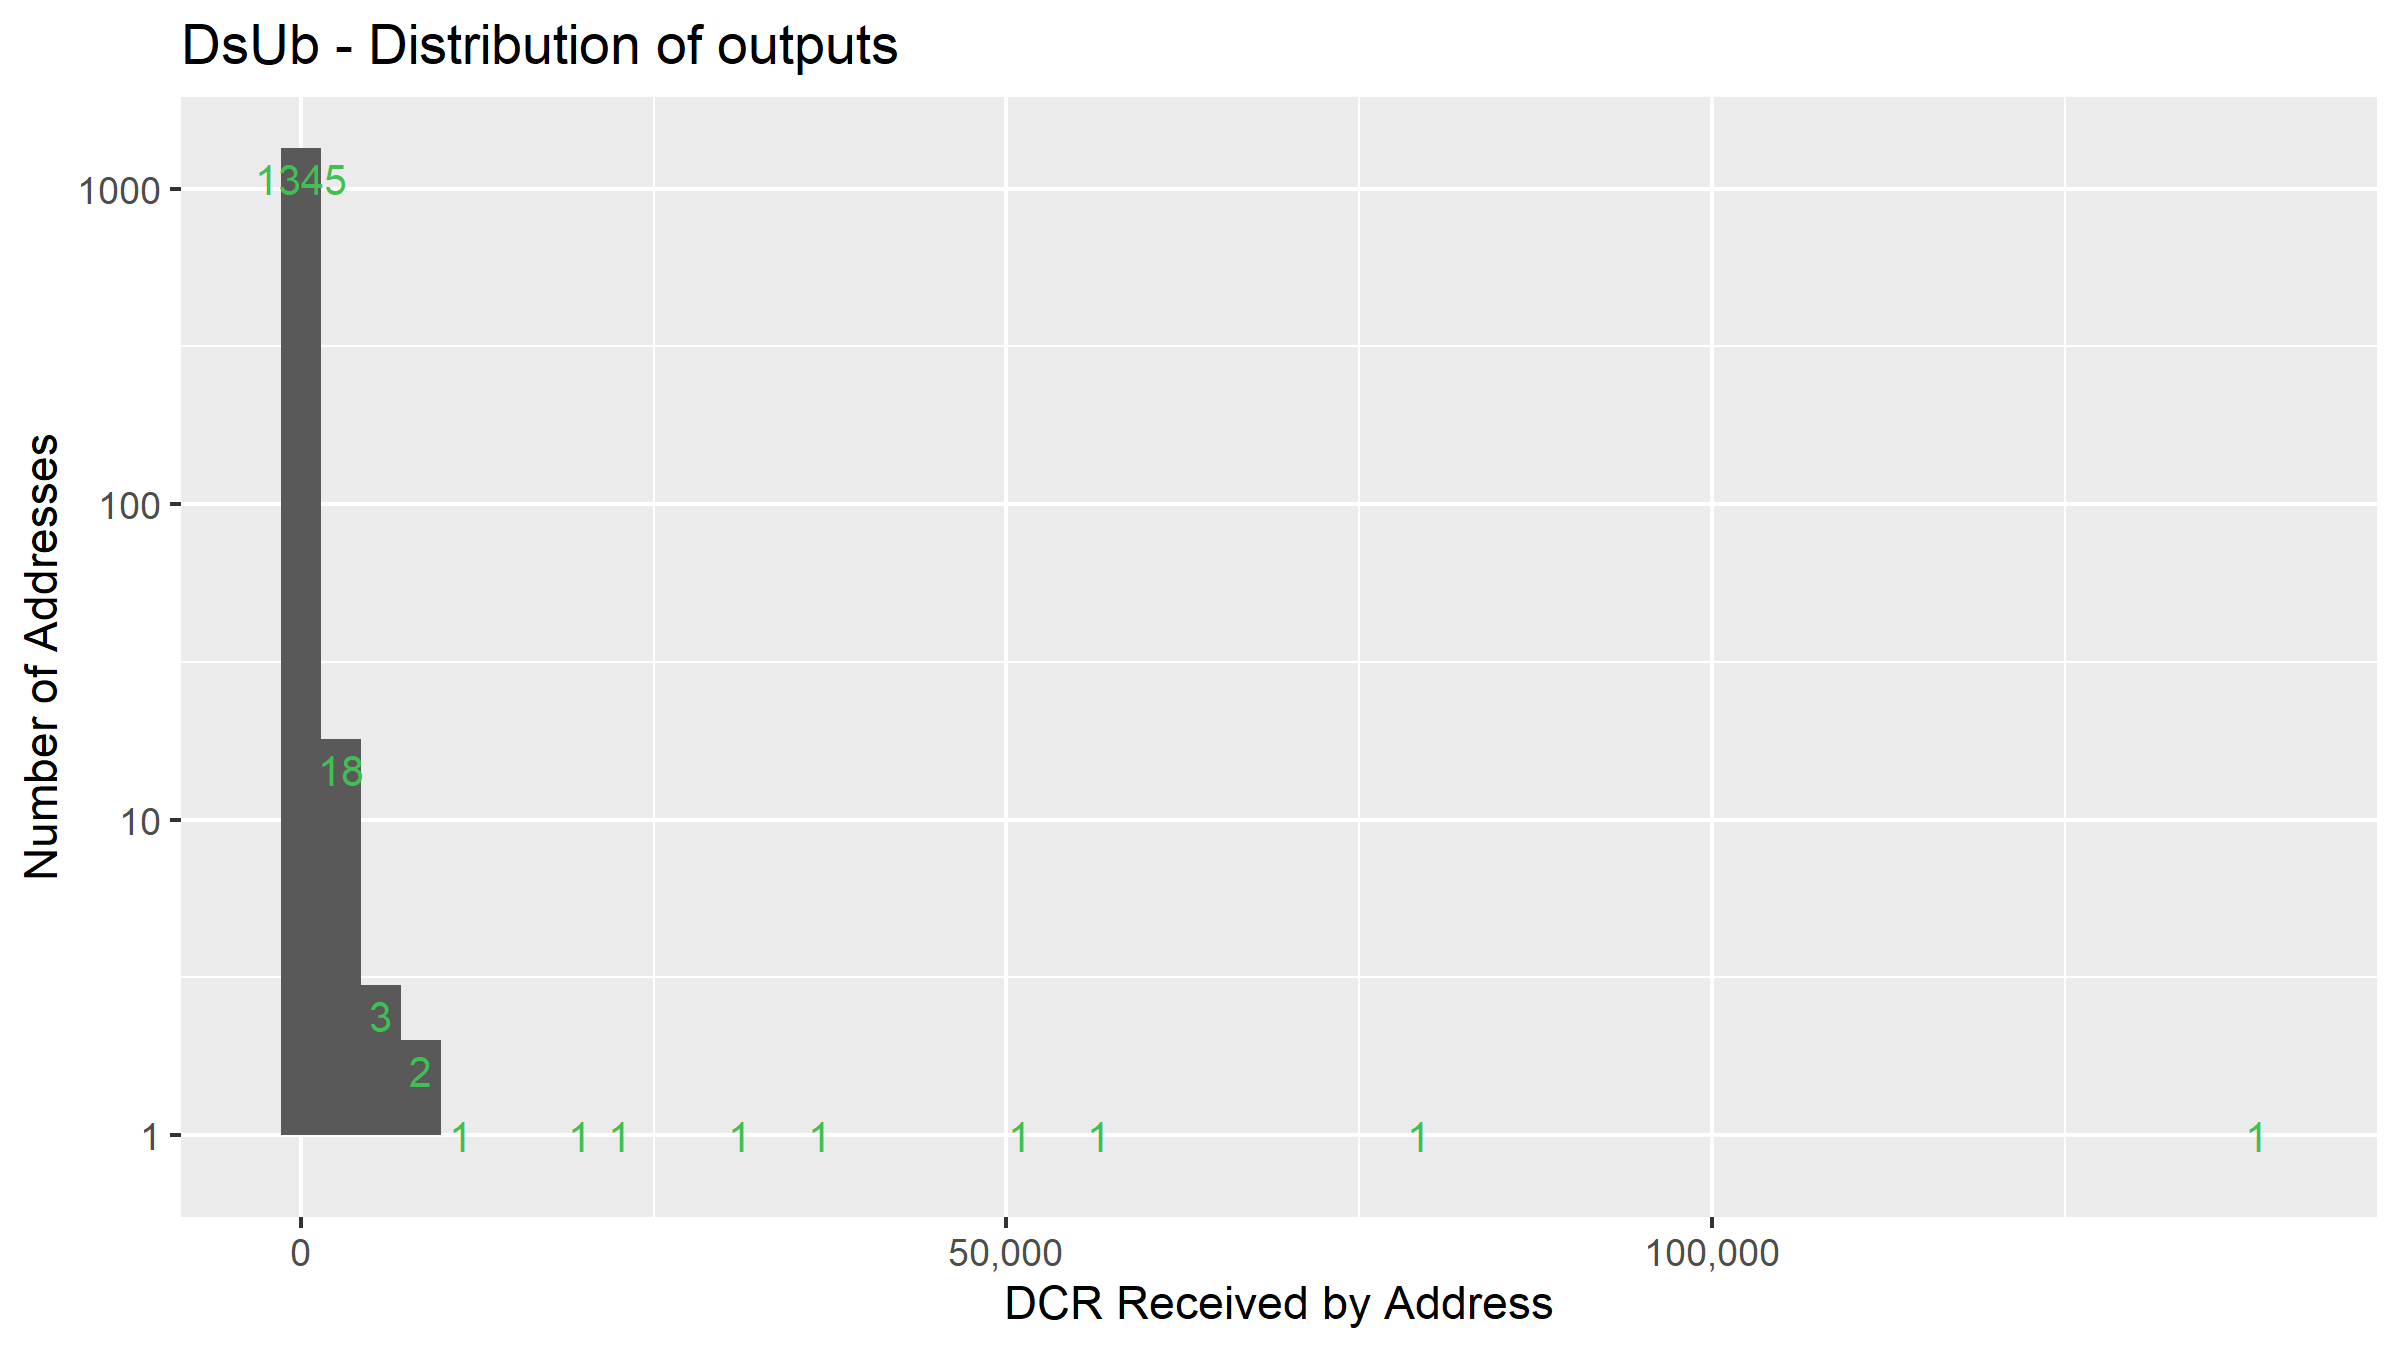 DsUb - Distribution of outputs
Number of Addresses
1000
100
10
1
1345
18
3
2
1 1 1 1 1 1 1 1 1
0 50,000 100,000
DCR Received by Address